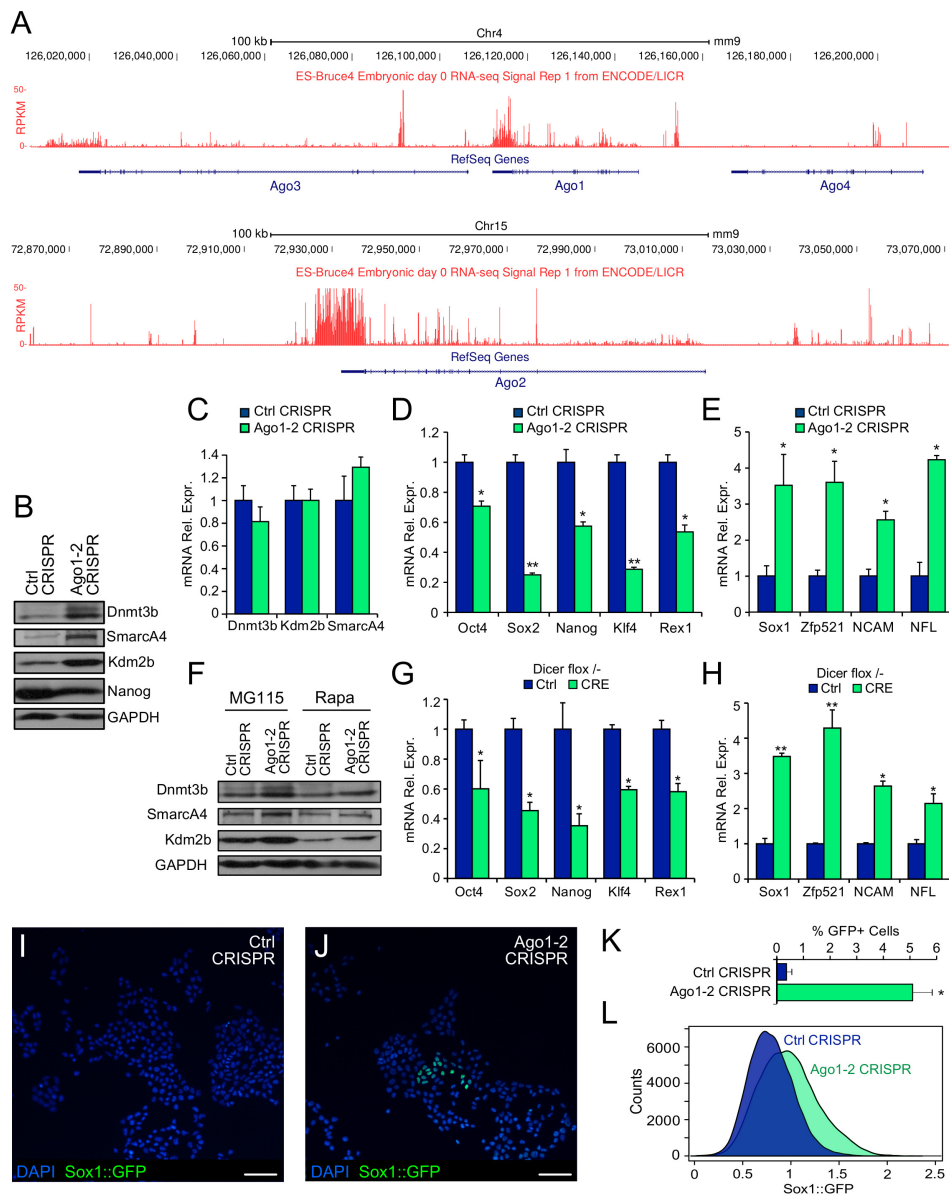 A
Chr4
100 kb
mm9
126,020,000 126,040,000 126,060,000 126,080,000 126,100,000 126,120,000 126,140,000 126,160,000 126,180,000 126,200,000
ES-Bruce4 Embryonic day 0 RNA-seq Signal Rep 1 from ENCODE/LICR
50-
RPKM
0-
RefSeq Genes
Ago3 Ago1 Ago4
Chr15
100 kb
mm9
72,870,000 72,890,000 72,910,000 72,930,000 72,950,000 72,970,000 72,990,000 73,010,000 73,030,000 73,050,000 73,070,000
ES-Bruce4 Embryonic day 0 RNA-seq Signal Rep 1 from ENCODE/LICR
50-
RPKM
0-
RefSeq Genes
Ago2
B
Ctrl CRISPR
Ago1-2 CRISPR
Dnmt3b
SmarcA4
Kdm2b
Nanog
GAPDH
C
Ctrl CRISPR
Ago1-2 CRISPR
mRNA Rel. Expr.
1.4
1.2
1
0.8
0.6
0.4
0.2
0
Dnmt3b Kdm2b SmarcA4
D
Ctrl CRISPR
Ago1-2 CRISPR
mRNA Rel. Expr.
1.2
1
0.8
0.6
0.4
0.2
0
* ** * ** *
Oct4 Sox2 Nanog Klf4 Rex1
E
Ctrl CRISPR
Ago1-2 CRISPR
mRNA Rel. Expr.
5
4
3
2
1
0
* * * *
Sox1 Zfp521 NCAM NFL
F
MG115 Rapa
Ctrl CRISPR
Ago1-2 CRISPR
Ctrl CRISPR
Ago1-2 CRISPR
Dnmt3b
SmarcA4
Kdm2b
GAPDH
G
Dicer flox /-
Ctrl CRE
mRNA Rel. Expr.
1.2
1
0.8
0.6
0.4
0.2
0
* * * * *
Oct4 Sox2 Nanog Klf4 Rex1
H
Dicer flox /-
Ctrl CRE
mRNA Rel. Expr.
5
4
3
2
1
0
** ** * *
Sox1 Zfp521 NCAM NFL
I
Ctrl
CRISPR
DAPI Sox1::GFP
J
Ago1-2
CRISPR
DAPI Sox1::GFP
K
% GFP+ Cells
0 1 2 3 4 5 6
Ctrl CRISPR
Ago1-2 CRISPR
*
L
Ctrl CRISPR
Ago1-2 CRISPR
Counts
6000
4000
2000
0
0 0.5 1 1.5 2 2.5
Sox1::GFP